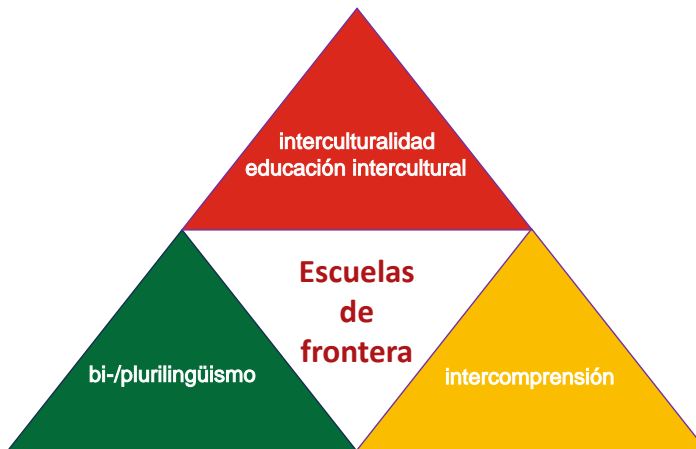 interculturalidad
educación intercultural
Escuelas
de
frontera
bi-/plurilingüismo
intercomprensión